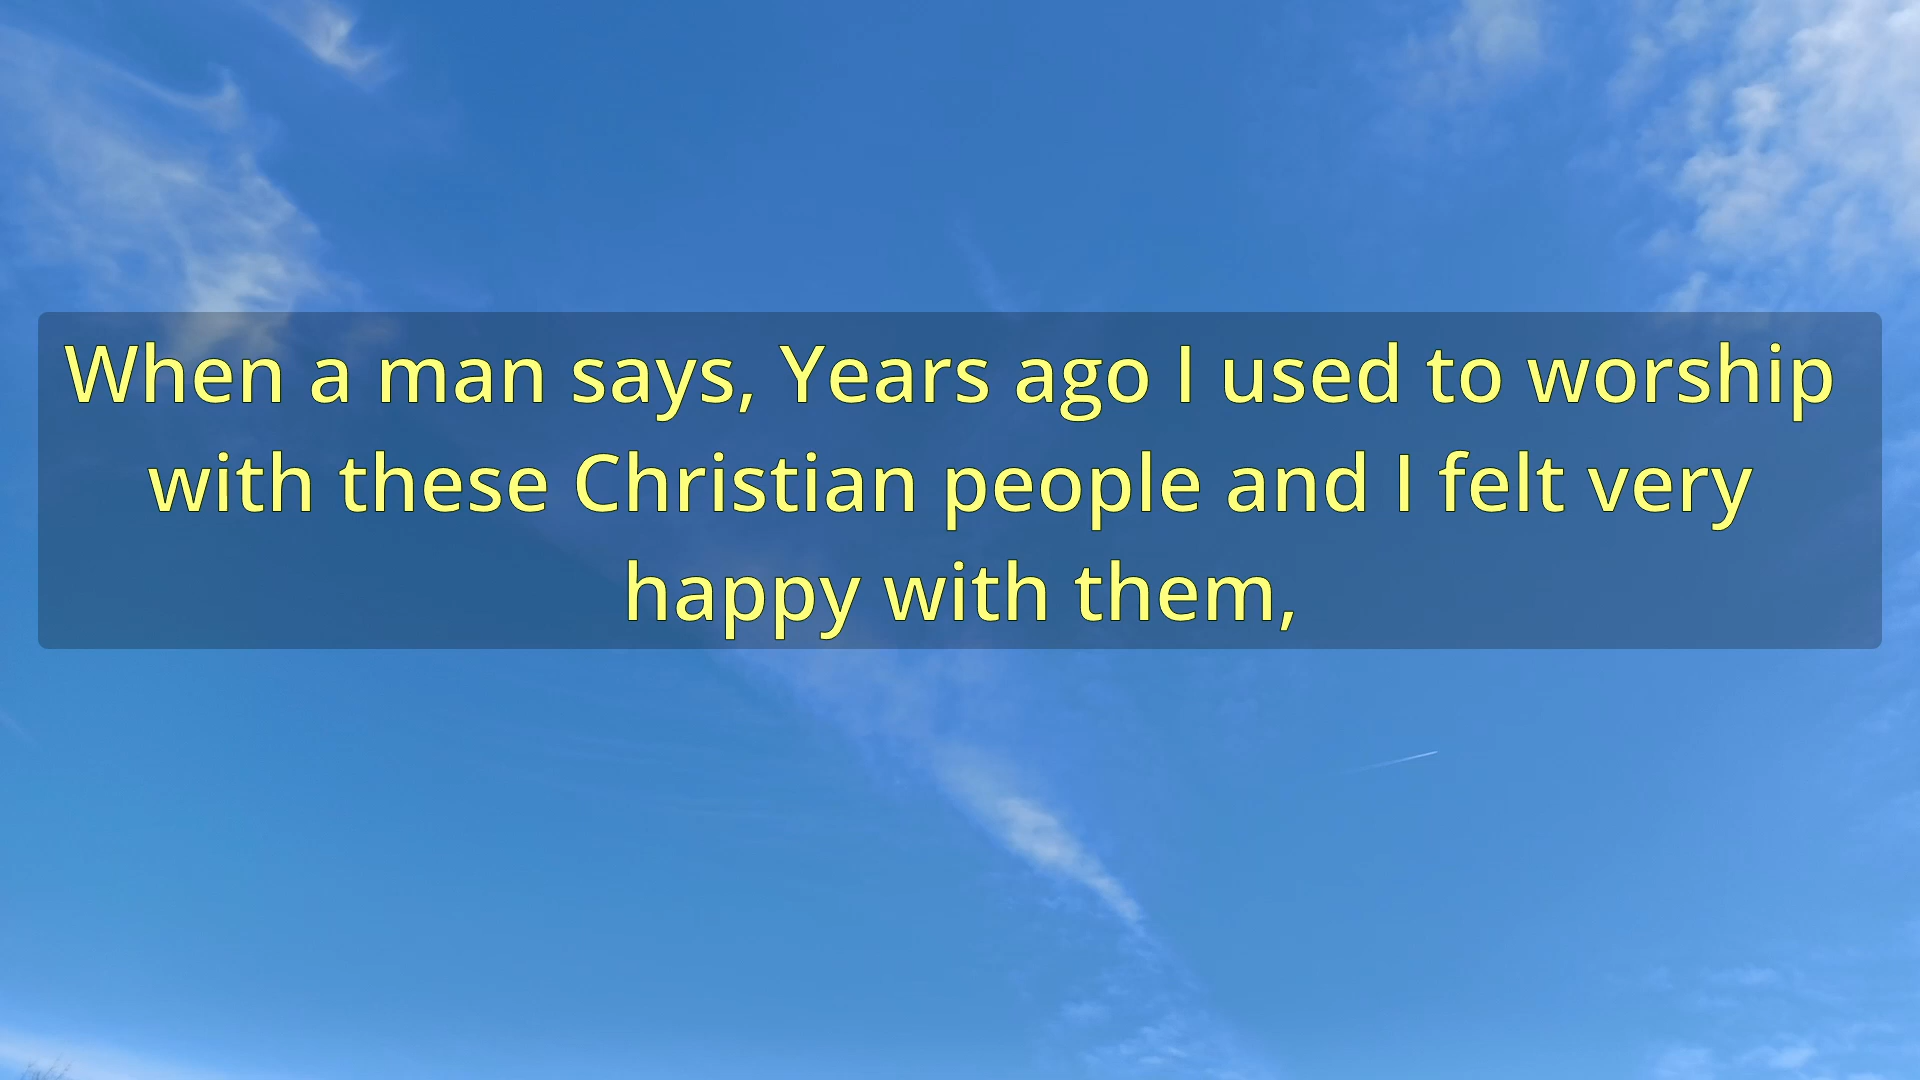 When a man says, Years ago I used to worship
with these Christian people and I felt very
happy with them,